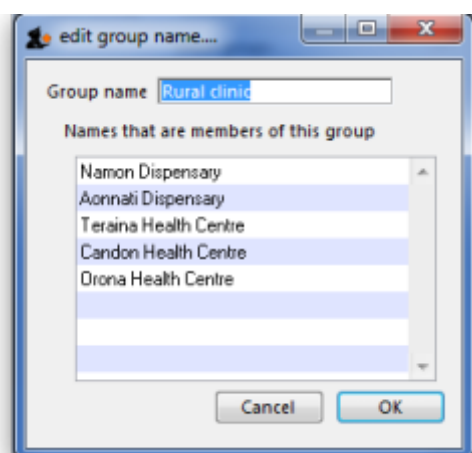 edit group name....
Group name Rural clinic
Names that are members of this group
Namon Dispensary
Aonnati Dispensary
Teraina Health Centre
Candon Health Centre
Orona Health Centre
Cancel OK